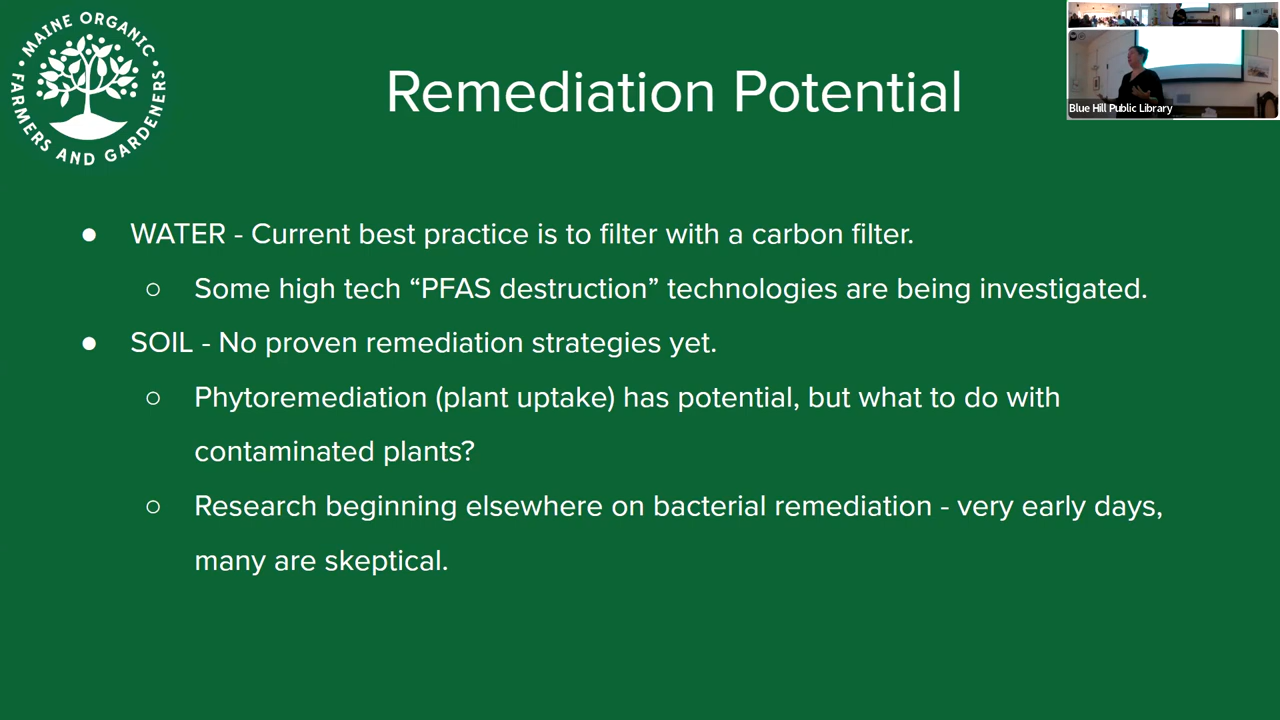 MAINE ORGANIC
FARMERS AND GARDENERS
Remediation Potential
Blue Hill Public Library
● WATER - Current best practice is to filter with a carbon filter.
○ Some high tech “PFAS destruction” technologies are being investigated.
● SOIL - No proven remediation strategies yet.
○ Phytoremediation (plant uptake) has potential, but what to do with
contaminated plants?
○ Research beginning elsewhere on bacterial remediation - very early days,
many are skeptical.